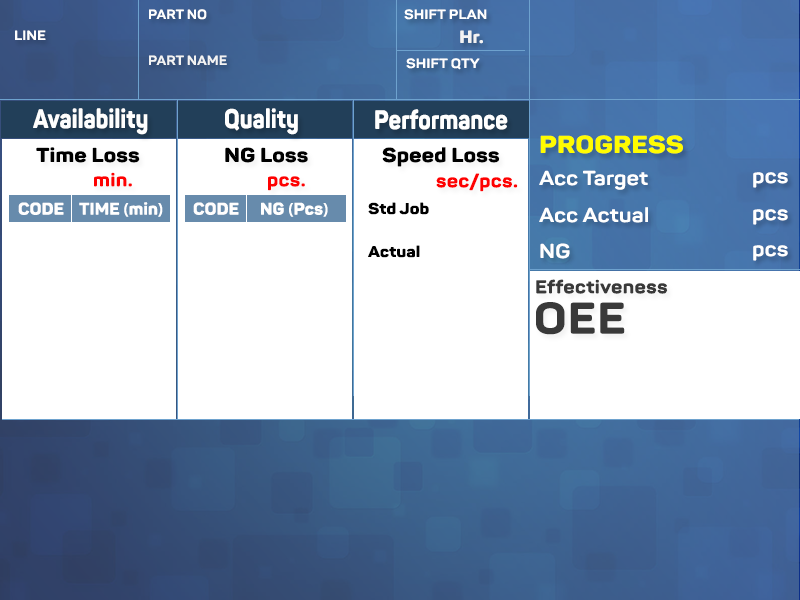 LINE
PART NO
PART NAME
SHIFT PLAN
Hr.
SHIFT QTY
Availability
Time Loss
min.
CODE TIME (min)
Quality
NG Loss
pcs.
CODE NG (Pcs)
Performance
Speed Loss
sec/pcs.
Std Job
Actual
PROGRESS
Acc Target pcs
Acc Actual pcs
NG pcs
Effectiveness
OEE